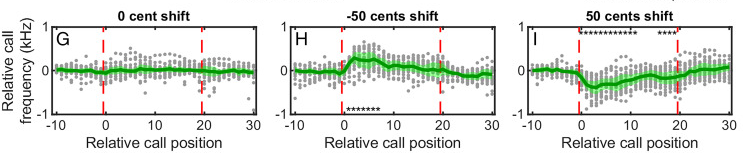 0 cent shift
-50 cents shift
50 cents shift
Relative call
frequency (kHz)
1
0
-1
G
-10 0 10 20 30
Relative call position
1
0
-1
H
*******
-10 0 10 20 30
Relative call position
1
0
-1
I
************ ****
-10 0 10 20 30
Relative call position